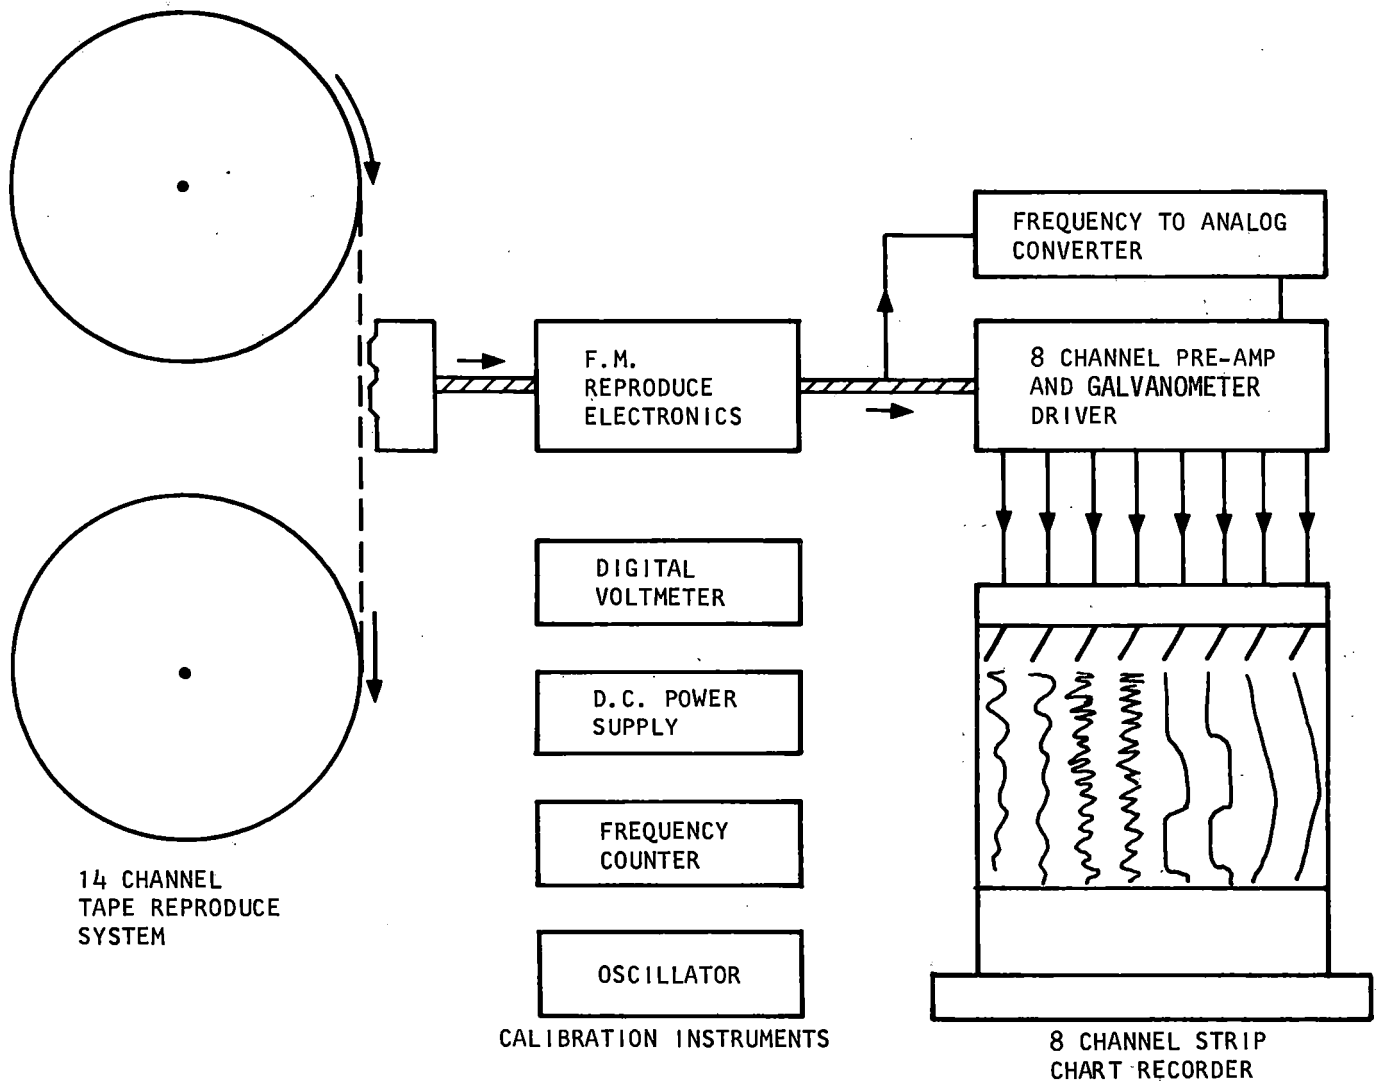 FREQUENCY TO ANALOG
CONVERTER
F.M.
REPRODUCE
ELECTRONICS
8 CHANNEL PRE-AMP
AND GALVANOMETER
DRIVER
DIGITAL
VOLTMETER
D.C. POWER
SUPPLY
FREQUENCY
COUNTER
14 CHANNEL
TAPE REPRODUCE
SYSTEM
OSCILLATOR
CALIBRATION INSTRUMENTS
8 CHANNEL STRIP
CHART RECORDER